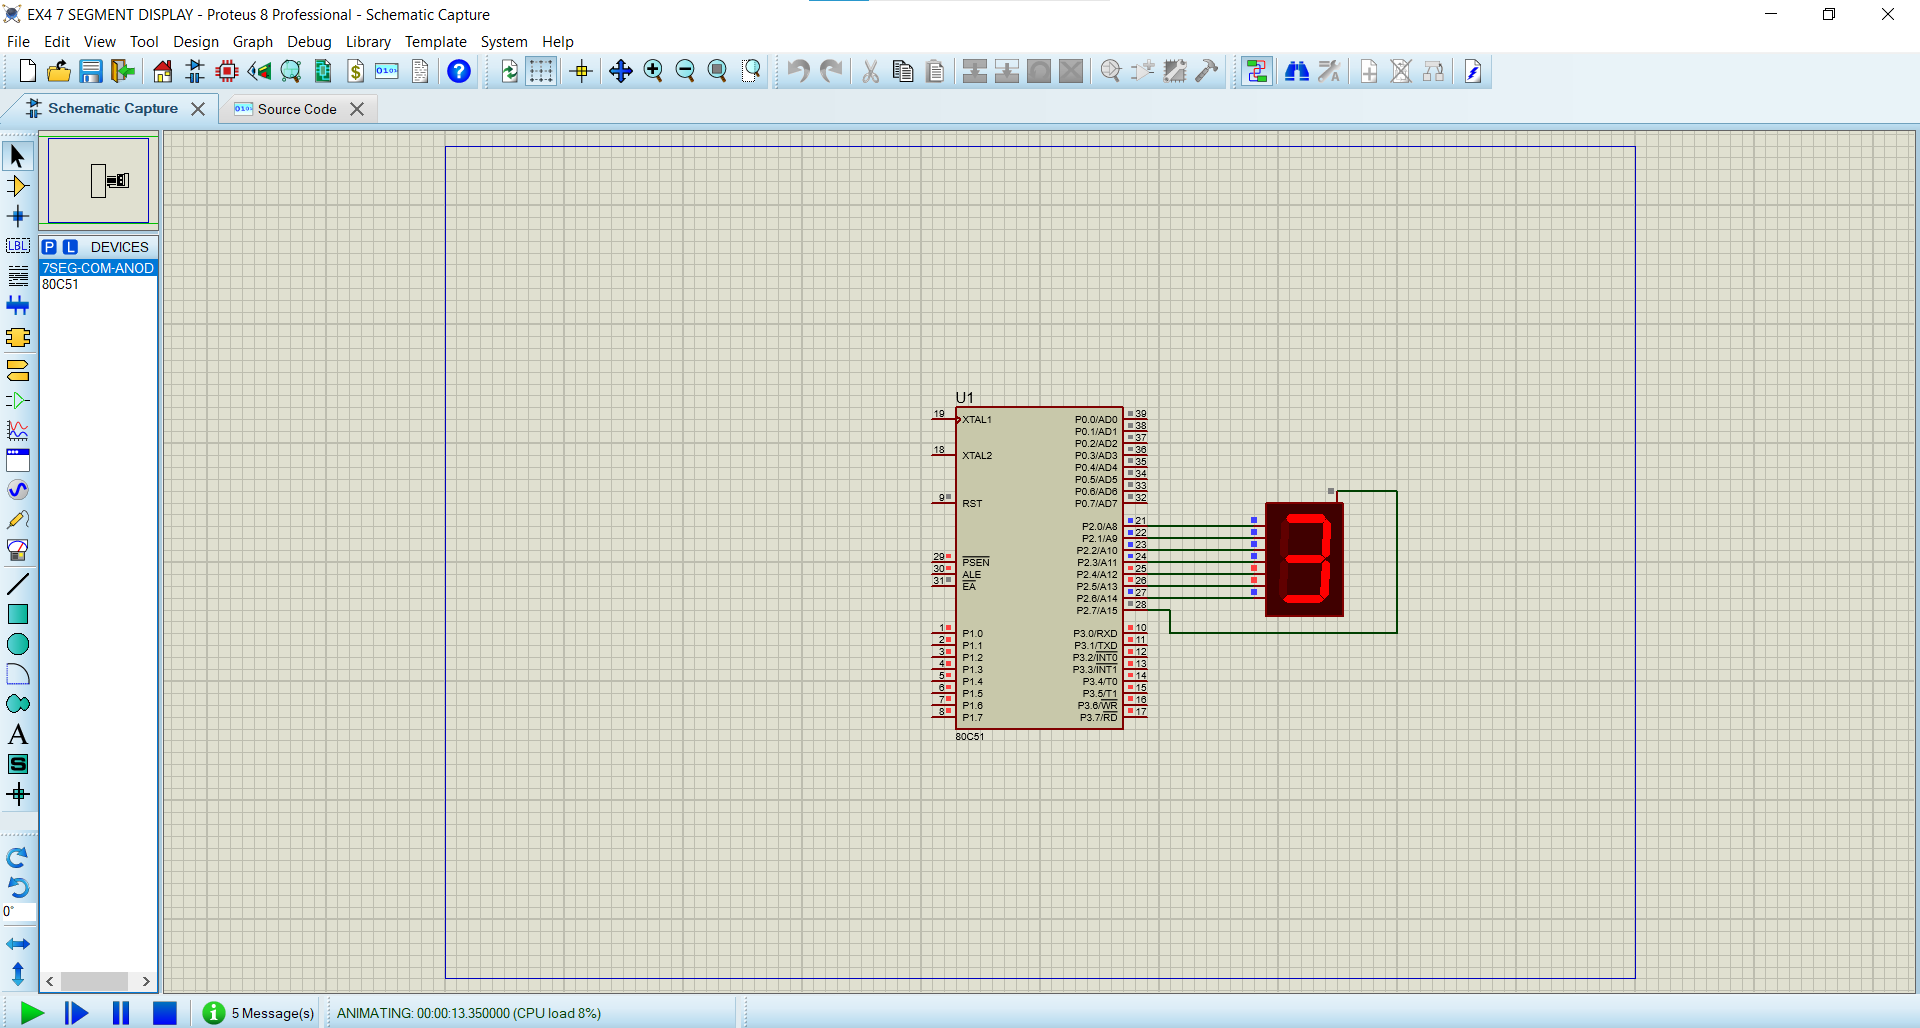 EX4 7 SEGMENT DISPLAY - Proteus 8 Professional - Schematic Capture
File Edit View Tool Design Graph Debug Library Template System Help
Schematic Capture
Source Code
P L DEVICES
7SEG-COM-ANOD
80C51
LBL
A
S
0°
U1
19 XTAL1
18 XTAL2
9 RST
29 PSEN
30 ALE
31 EA
1 P1.0
2 P1.1
3 P1.2
4 P1.3
5 P1.4
6 P1.5
7 P1.6
8 P1.7
P0.0/AD0 39
P0.1/AD1 38
P0.2/AD2 37
P0.3/AD3 36
P0.4/AD4 35
P0.5/AD5 34
P0.6/AD6 33
P0.7/AD7 32
P2.0/A8 21
P2.1/A9 22
P2.2/A10 23
P2.3/A11 24
P2.4/A12 25
P2.5/A13 26
P2.6/A14 27
P2.7/A15 28
P3.0/RXD 10
P3.1/TXD 11
P3.2/INT0 12
P3.3/INT1 13
P3.4/T0 14
P3.5/T1 15
P3.6/WR 16
P3.7/RD 17
80C51
3
5 Message(s)
ANIMATING: 00:00:13.350000 (CPU load 8%)